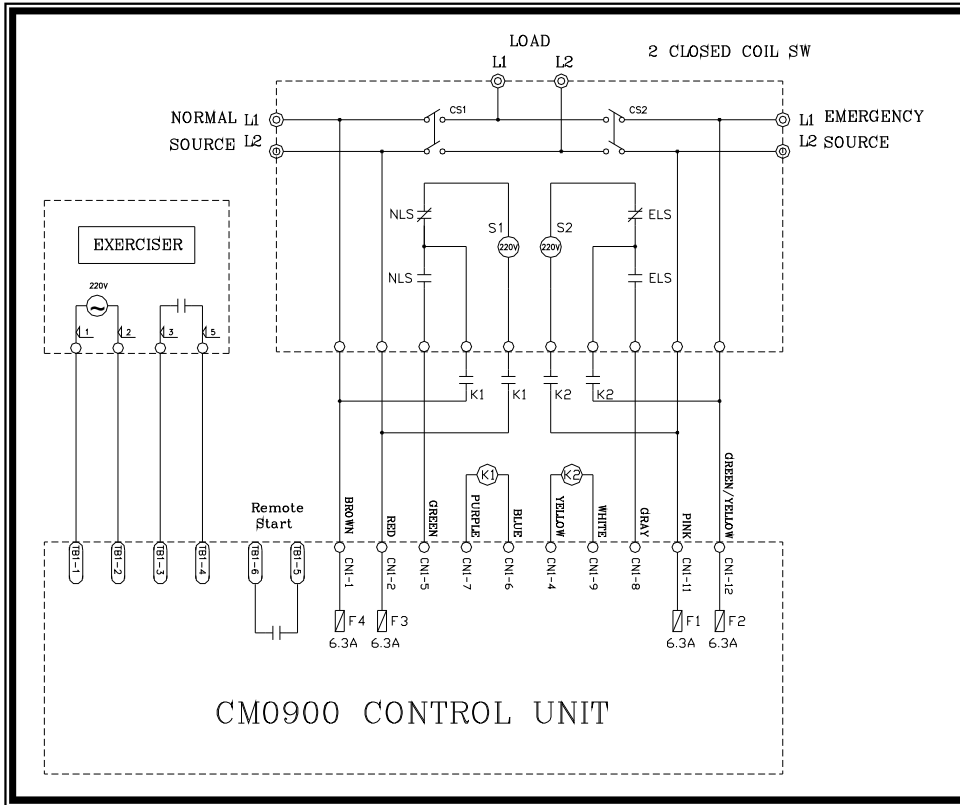 LOAD
2 CLOSED COIL SW
L1 L2
NORMAL L1
SOURCE L2
CS1
CS2
L1 EMERGENCY
L2 SOURCE
EXERCISER
220V
1 2 3 5
NLS
S1
220V
S2
220V
ELS
NLS
ELS
K1 K1 K2 K2
K1
K2
Remote
Start
BROWN
RED
GREEN
PURPLE
BLUE
YELLOW
WHITE
GRAY
PINK
GREEN/YELLOW
TB1-1
TB1-2
TB1-3
TB1-4
TB1-6
TB1-5
CN1-1
CN1-2
CN1-5
CN1-7
CN1-6
CN1-4
CN1-9
CN1-8
CN1-11
CN1-12
F4
6.3A
F3
6.3A
F1
6.3A
F2
6.3A
CM0900 CONTROL UNIT